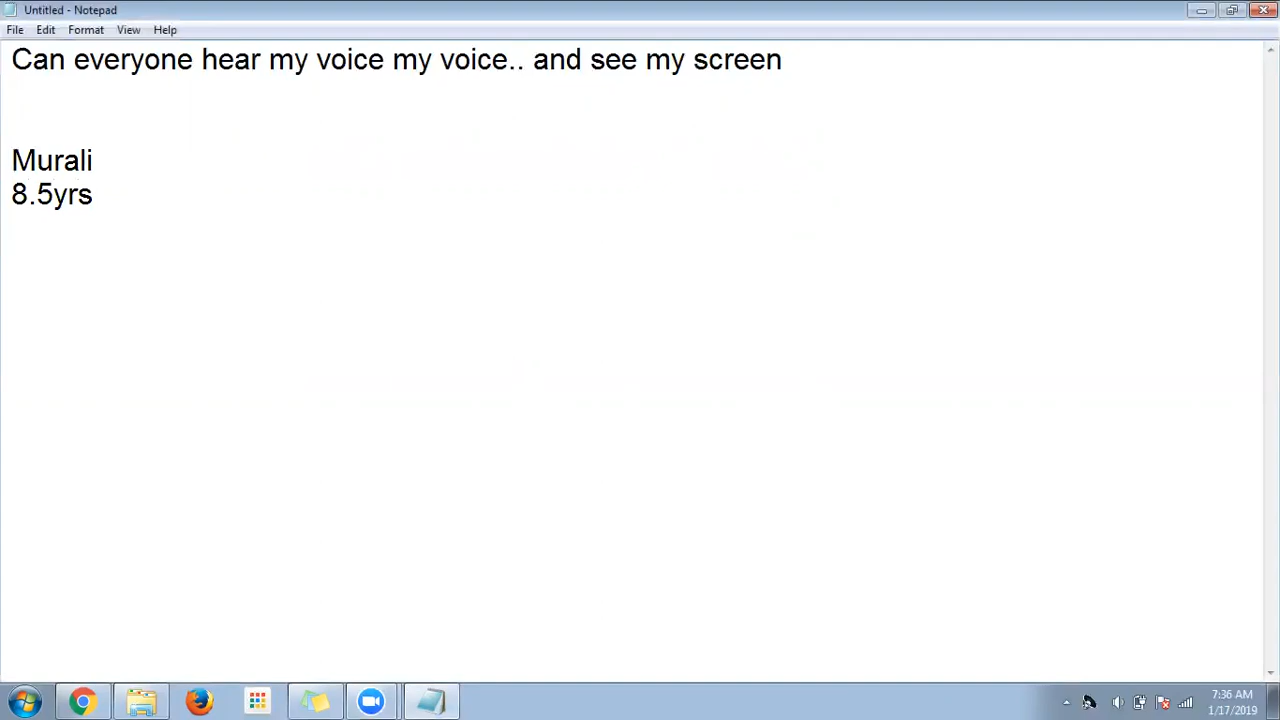 Untitled - Notepad
File Edit Format View Help
Can everyone hear my voice my voice.. and see my screen
Murali
8.5yrs
7:36 AM
1/17/2019